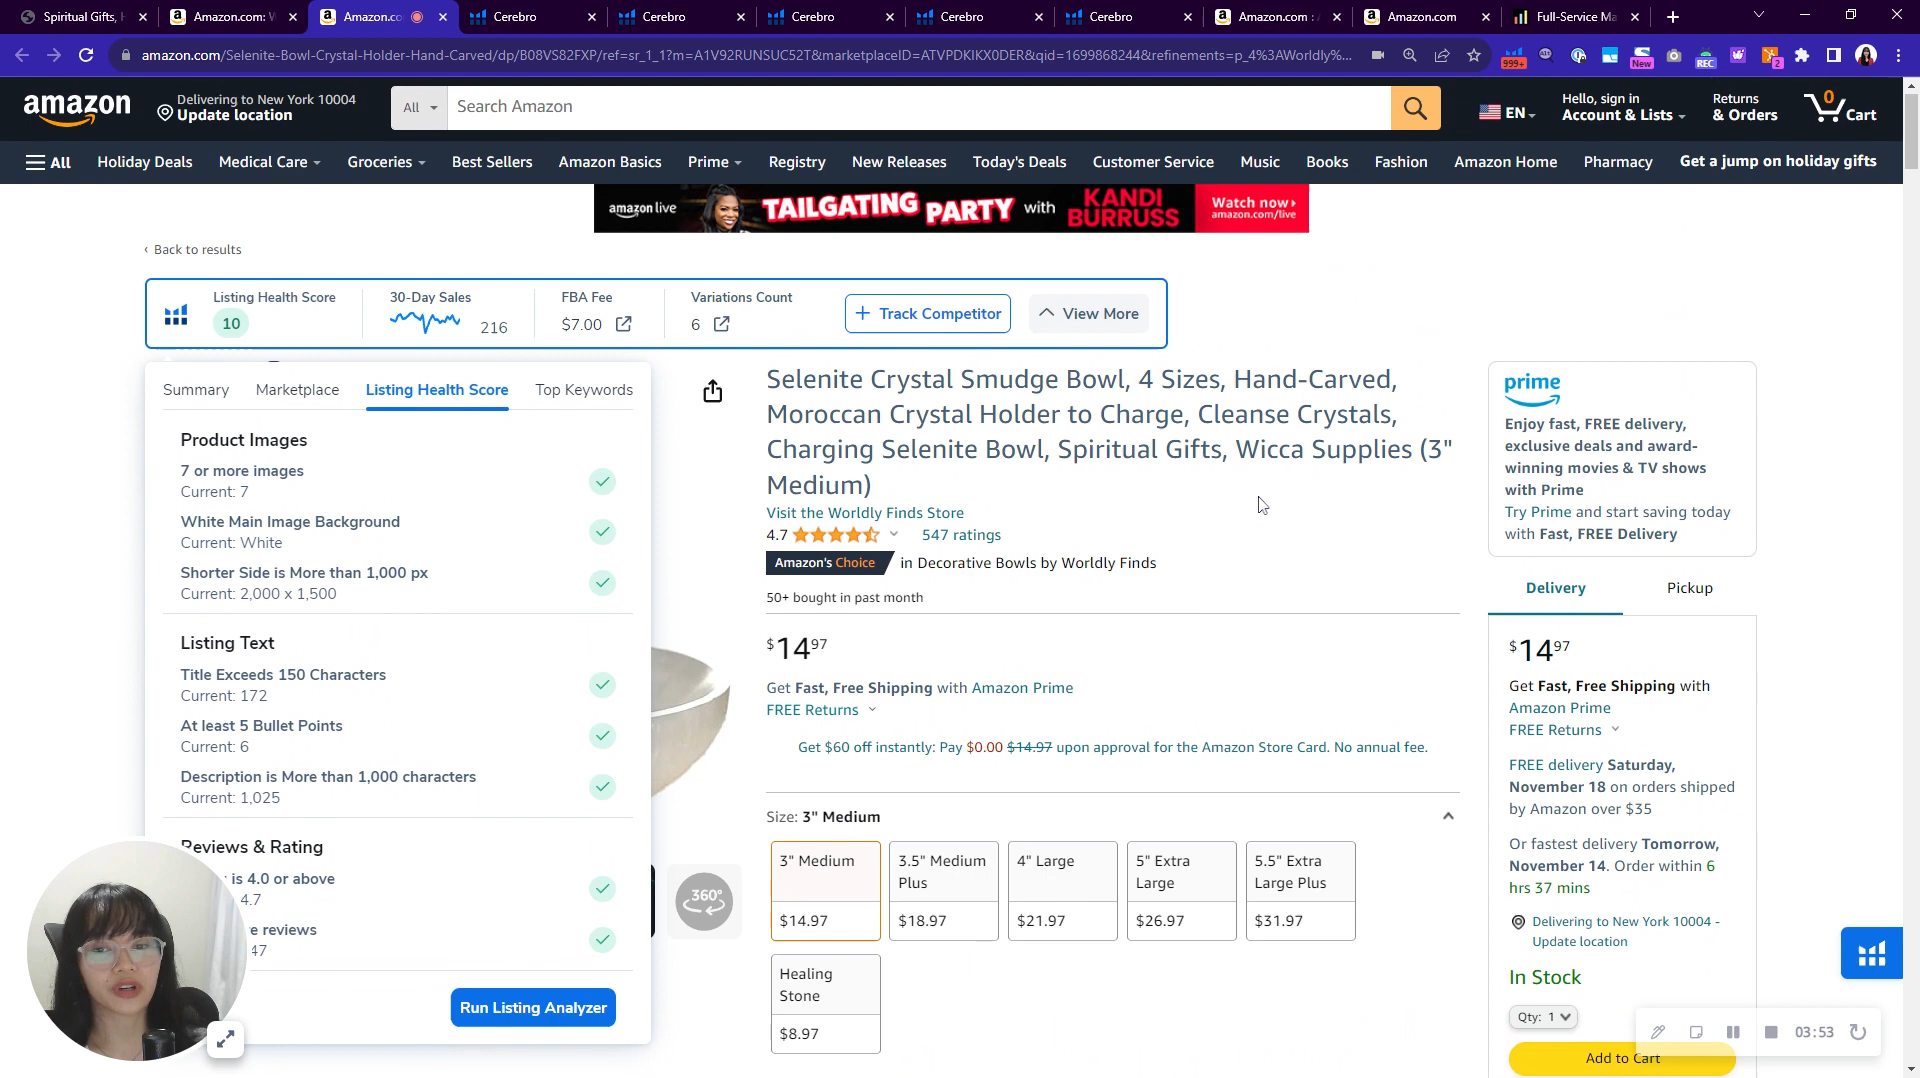 Spiritual Gifts,
Amazon.com: W
Amazon.co
Cerebro
Cerebro
Cerebro
Cerebro
Cerebro
Amazon.com : A
Amazon.com
Full-Service Ma
amazon.com/Selenite-Bowl-Crystal-Holder-Hand-Carved/dp/B08VS82FXP/ref=sr_1_1?m=A1V92RUNSUC52T&marketplaceID=ATVPDKIKX0DER&qid=1699868244&refinements=p_4%3AWorldly%...
999+
New
REC
2
amazon
Delivering to New York 10004
Update location
All
Search Amazon
EN
Hello, sign in
Account & Lists
Returns
& Orders
0
Cart
All
Holiday Deals
Medical Care
Groceries
Best Sellers
Amazon Basics
Prime
Registry
New Releases
Today's Deals
Customer Service
Music
Books
Fashion
Amazon Home
Pharmacy
Get a jump on holiday gifts
amazon live
TAILGATING PARTY with KANDI BURRUSS
Watch now
amazon.com/live
‹ Back to results
Listing Health Score
10
30-Day Sales
216
FBA Fee
$7.00
Variations Count
6
+ Track Competitor
View More
Summary
Marketplace
Listing Health Score
Top Keywords
Product Images
7 or more images
Current: 7
White Main Image Background
Current: White
Shorter Side is More than 1,000 px
Current: 2,000 x 1,500
Listing Text
Title Exceeds 150 Characters
Current: 172
At least 5 Bullet Points
Current: 6
Description is More than 1,000 characters
Current: 1,025
Reviews & Rating
is 4.0 or above
4.7
reviews
47
Run Listing Analyzer
360°
Selenite Crystal Smudge Bowl, 4 Sizes, Hand-Carved,
Moroccan Crystal Holder to Charge, Cleanse Crystals,
Charging Selenite Bowl, Spiritual Gifts, Wicca Supplies (3"
Medium)
Visit the Worldly Finds Store
4.7
547 ratings
Amazon's Choice in Decorative Bowls by Worldly Finds
50+ bought in past month
$14 97
Get Fast, Free Shipping with Amazon Prime
FREE Returns
Get $60 off instantly: Pay $0.00 $14.97 upon approval for the Amazon Store Card. No annual fee.
Size: 3" Medium
3" Medium
$14.97
3.5" Medium
Plus
$18.97
4" Large
$21.97
5" Extra
Large
$26.97
5.5" Extra
Large Plus
$31.97
Healing
Stone
$8.97
prime
Enjoy fast, FREE delivery,
exclusive deals and award-
winning movies & TV shows
with Prime
Try Prime and start saving today
with Fast, FREE Delivery
Delivery
Pickup
$14 97
Get Fast, Free Shipping with
Amazon Prime
FREE Returns
FREE delivery Saturday,
November 18 on orders shipped
by Amazon over $35
Or fastest delivery Tomorrow,
November 14. Order within 6
hrs 37 mins
Delivering to New York 10004 -
Update location
In Stock
Qty: 1
03:53
Add to Cart